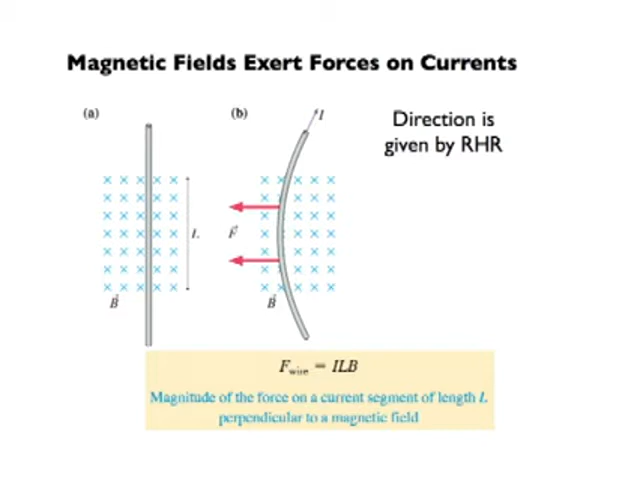 Magnetic Fields Exert Forces on Currents
(a)
(b)
I
Direction is
given by RHR
L
F
B
B
F wire = ILB
Magnitude of the force on a current segment of length L
perpendicular to a magnetic field